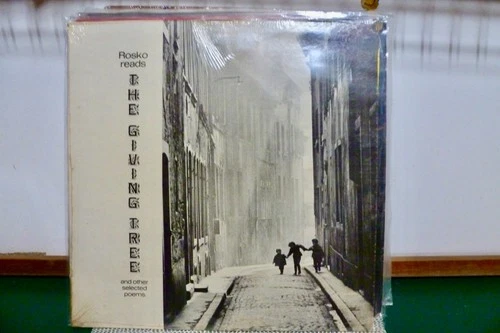 Rosko
reads
THE GIVING TREE
and other
selected
poems.